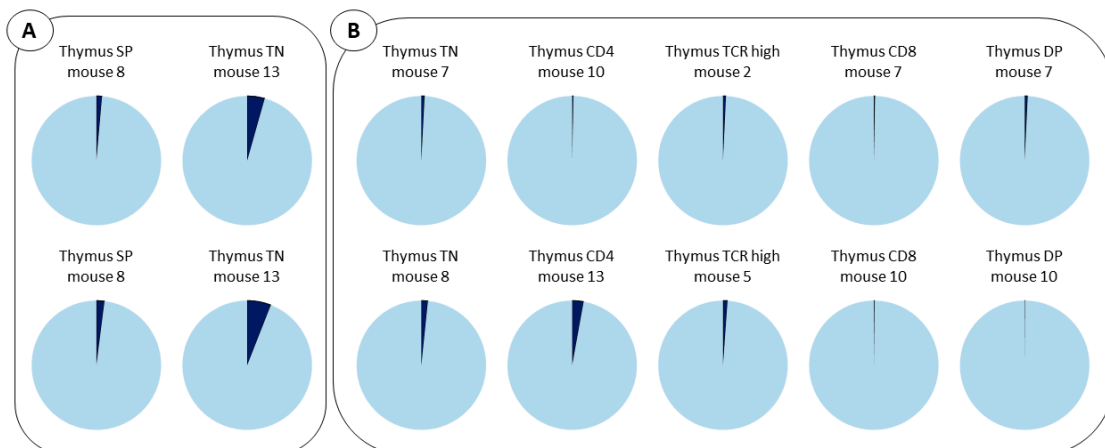 A
Thymus SP
mouse 8
Thymus TN
mouse 13
Thymus SP
mouse 8
Thymus TN
mouse 13
B
Thymus TN
mouse 7
Thymus CD4
mouse 10
Thymus TCR high
mouse 2
Thymus CD8
mouse 7
Thymus DP
mouse 7
Thymus TN
mouse 8
Thymus CD4
mouse 13
Thymus TCR high
mouse 5
Thymus CD8
mouse 10
Thymus DP
mouse 10